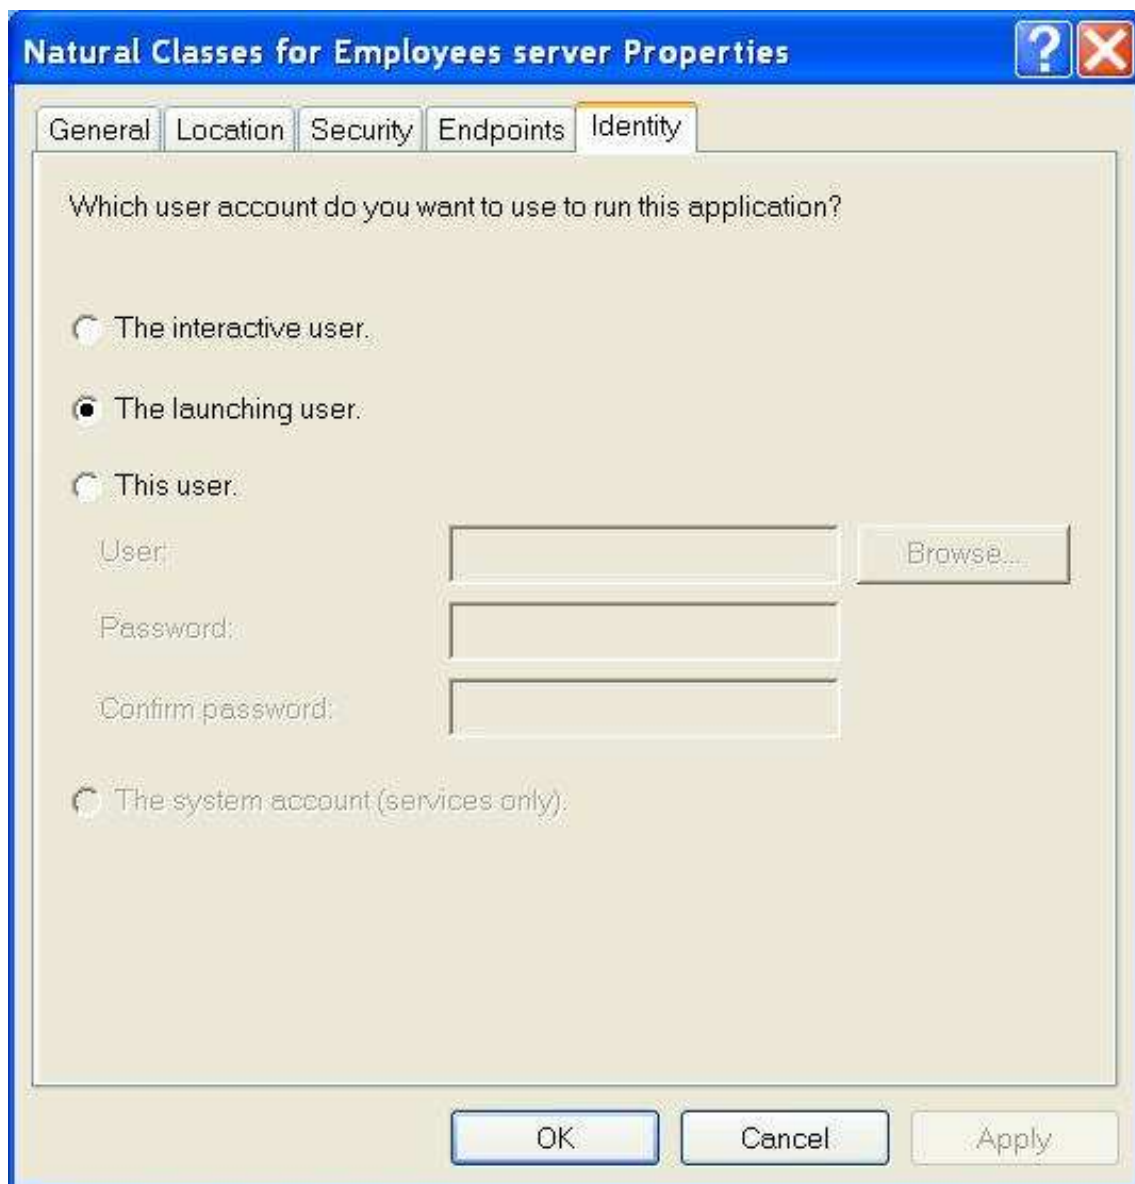 Natural Classes for Employees server Properties
?
General Location Security Endpoints Identity
Which user account do you want to use to run this application?
The interactive user.
The launching user.
This user.
User: Browse...
Password:
Confirm password:
The system account (services only).
OK Cancel Apply